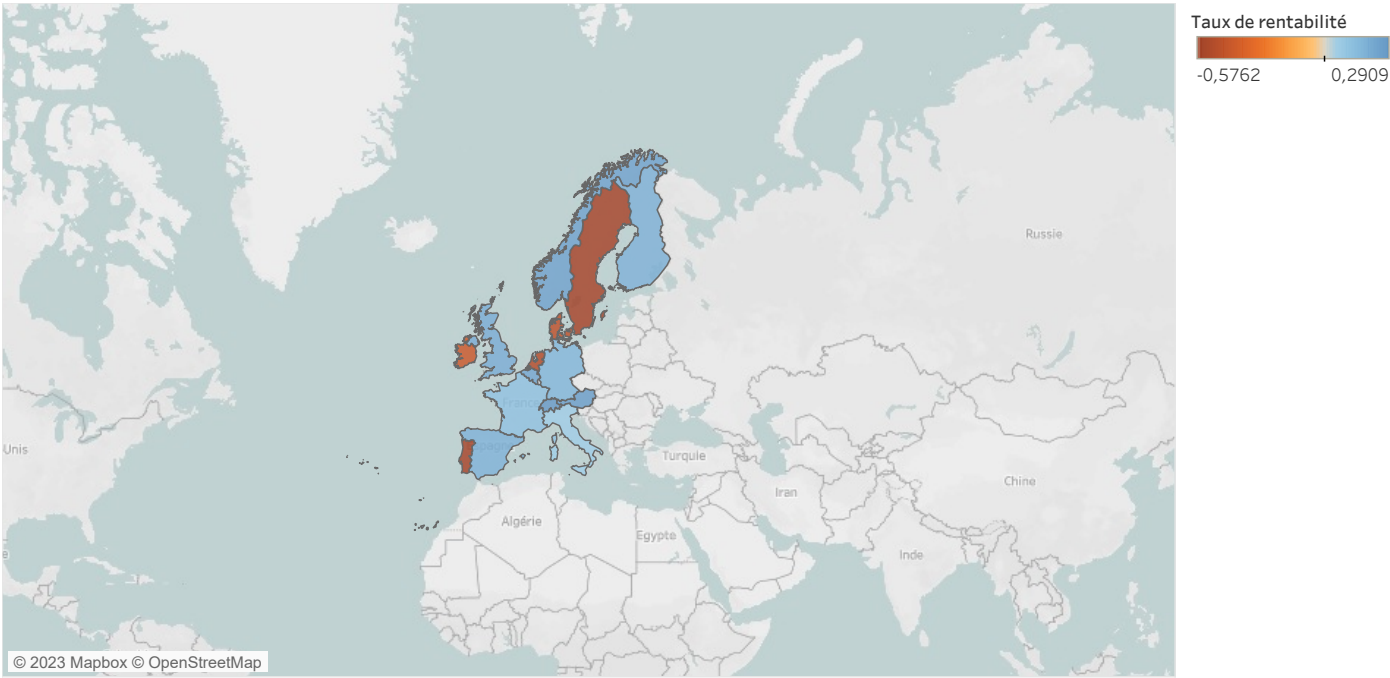 Taux de rentabilité
-0,5762 0,2909
Russie
France
Unis
Espagne
Turquie
Iran
Chine
Algérie
Egypte
Inde
e
© 2023 Mapbox © OpenStreetMap